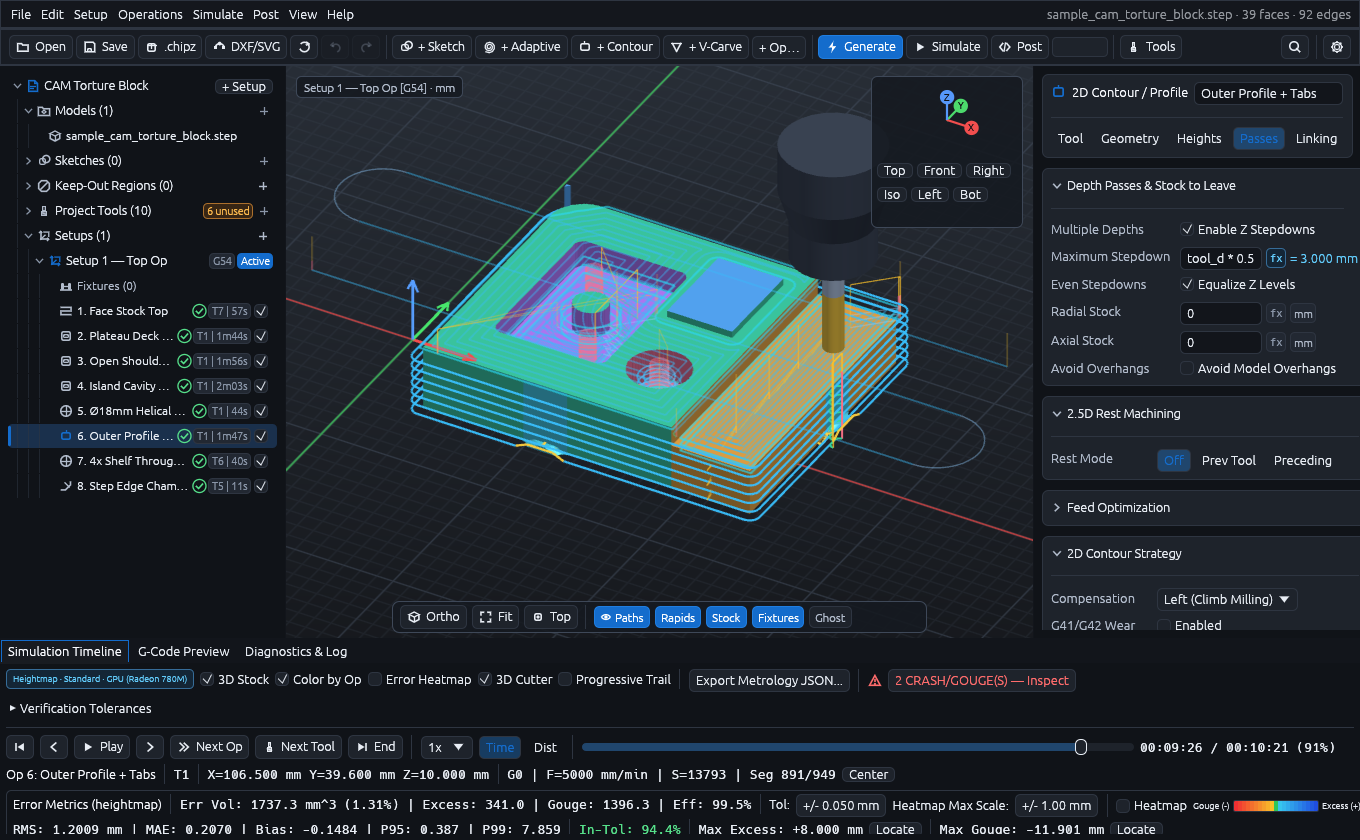 File Edit Setup Operations Simulate Post View Help
sample_cam_torture_block.step · 39 faces · 92 edges
Open Save .chipz DXF/SVG + Sketch + Adaptive + Contour + V-Carve + Op... Generate Simulate Post Tools
CAM Torture Block + Setup
Models (1) +
sample_cam_torture_block.step
Sketches (0) +
Keep-Out Regions (0) +
Project Tools (10) 6 unused +
Setups (1) +
Setup 1 — Top Op G54 Active
Fixtures (0)
1. Face Stock Top T7 | 57s
2. Plateau Deck ... T1 | 1m44s
3. Open Should... T1 | 1m56s
4. Island Cavity ... T1 | 2m03s
5. Ø18mm Helical ... T1 | 44s
6. Outer Profile ... T1 | 1m47s
7. 4x Shelf Throug... T6 | 40s
8. Step Edge Cham... T5 | 11s
Setup 1 — Top Op [G54] · mm
Z
Y
X
Top Front Right
Iso Left Bot
Ortho Fit Top Paths Rapids Stock Fixtures Ghost
2D Contour / Profile Outer Profile + Tabs
Tool Geometry Heights Passes Linking
Depth Passes & Stock to Leave
Multiple Depths Enable Z Stepdowns
Maximum Stepdown tool_d * 0.5 fx = 3.000 mm
Even Stepdowns Equalize Z Levels
Radial Stock 0 fx mm
Axial Stock 0 fx mm
Avoid Overhangs Avoid Model Overhangs
2.5D Rest Machining
Rest Mode Off Prev Tool Preceding
Feed Optimization
2D Contour Strategy
Compensation Left (Climb Milling)
G41/G42 Wear Enabled
Simulation Timeline G-Code Preview Diagnostics & Log
Heightmap · Standard · GPU (Radeon 780M) 3D Stock Color by Op Error Heatmap 3D Cutter Progressive Trail Export Metrology JSON... 2 CRASH/GOUGE(S) — Inspect
Verification Tolerances
Play Next Op Next Tool End 1x Time Dist 00:09:26 / 00:10:21 (91%)
Op 6: Outer Profile + Tabs T1 X=106.500 mm Y=39.600 mm Z=10.000 mm G0 | F=5000 mm/min | S=13793 | Seg 891/949 Center
Error Metrics (heightmap) Err Vol: 1737.3 mm^3 (1.31%) | Excess: 341.0 | Gouge: 1396.3 | Eff: 99.5% Tol: +/- 0.050 mm Heatmap Max Scale: +/- 1.00 mm Heatmap Gouge (-) Excess (+)
RMS: 1.2009 mm | MAE: 0.2070 | Bias: -0.1484 | P95: 0.387 | P99: 7.859 In-Tol: 94.4% Max Excess: +8.000 mm Locate Max Gouge: -11.901 mm Locate